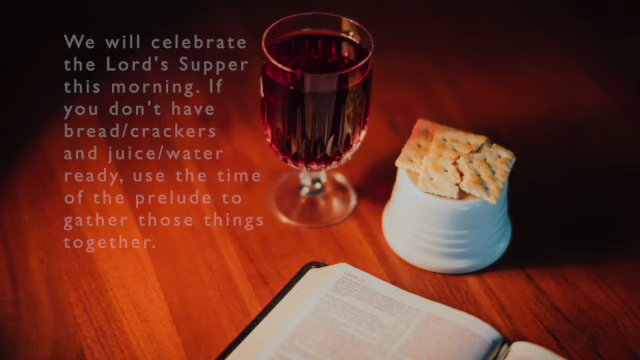 We will celebrate
the Lord's Supper
this morning. If
you don't have
bread/crackers
and juice/water
ready, use the time
of the prelude to
gather those things
together.